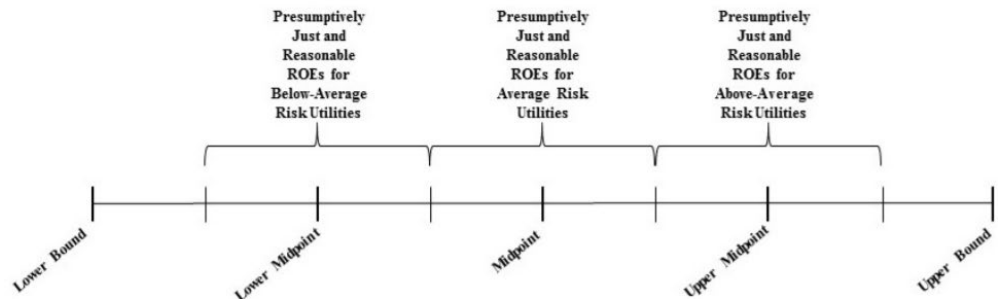 Presumptively
Just and
Reasonable
ROEs for
Below-Average
Risk Utilities
Presumptively
Just and
Reasonable
ROEs for
Average Risk
Utilities
Presumptively
Just and
Reasonable
ROEs for
Above-Average
Risk Utilities
Lower Bound
Lower Midpoint
Midpoint
Upper Midpoint
Upper Bound